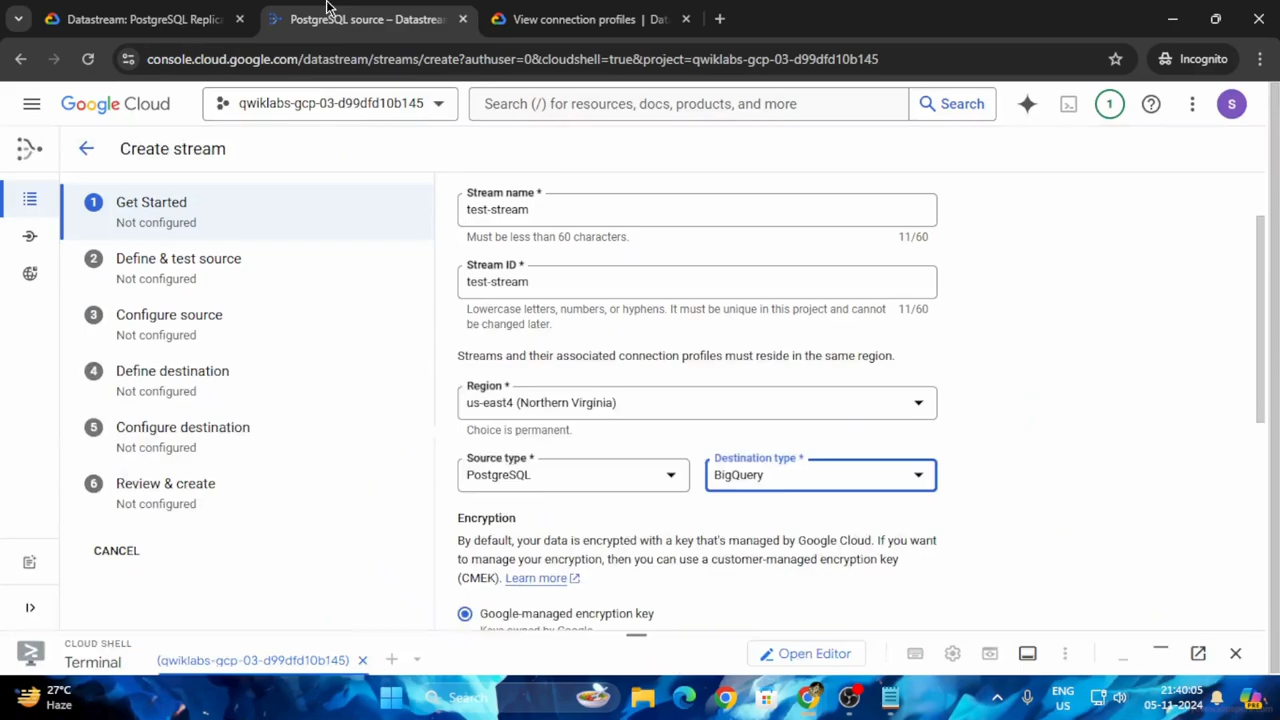 Datastream: PostgreSQL Replic
PostgreSQL source – Datastream
View connection profiles | Dat
console.cloud.google.com/datastream/streams/create?authuser=0&cloudshell=true&project=qwiklabs-gcp-03-d99dfd10b145
Incognito
Google Cloud
qwiklabs-gcp-03-d99dfd10b145
Search (/) for resources, docs, products, and more
Search
1
S
Create stream
1 Get Started
Not configured
2 Define & test source
Not configured
3 Configure source
Not configured
4 Define destination
Not configured
5 Configure destination
Not configured
6 Review & create
Not configured
CANCEL
Stream name *
test-stream
Must be less than 60 characters. 11/60
Stream ID *
test-stream
Lowercase letters, numbers, or hyphens. It must be unique in this project and cannot 11/60
be changed later.
Streams and their associated connection profiles must reside in the same region.
Region *
us-east4 (Northern Virginia)
Choice is permanent.
Source type *
PostgreSQL
Destination type *
BigQuery
Encryption
By default, your data is encrypted with a key that's managed by Google Cloud. If you want
to manage your encryption, then you can use a customer-managed encryption key
(CMEK). Learn more
Google-managed encryption key
Keys owned by Google
CLOUD SHELL
Terminal
(qwiklabs-gcp-03-d99dfd10b145)
Open Editor
27°C
Haze
Search
ENG
US
21:40:05
05-11-2024
PRE